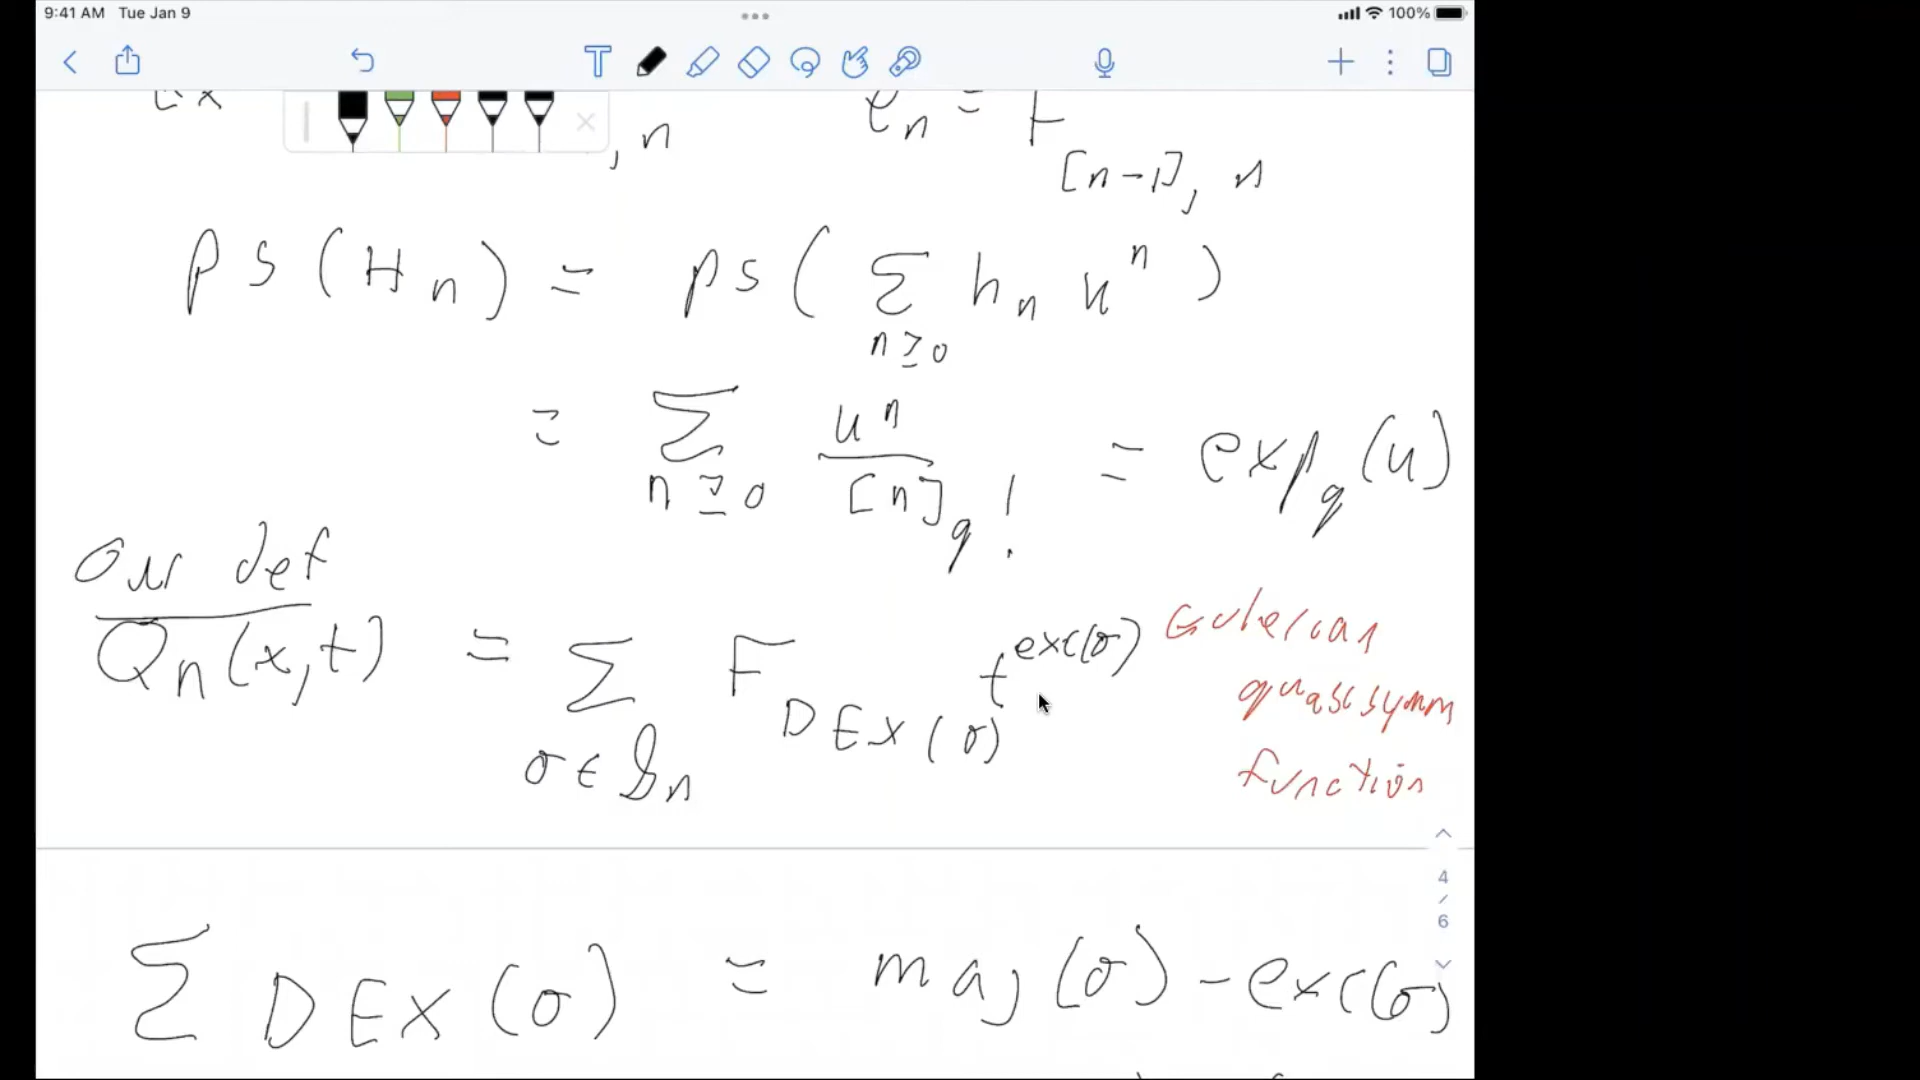 9:41 AM Tue Jan 9 100%
Ex , n e_n = F_{[n-1], n}
ps(H_n) = ps( ∑_{n≥0} h_n u^n )
= ∑_{n≥0} u^n / [n]_q! = exp_q(u)
Our def
Q_n(x,t) = ∑_{σ∈𝔖_n} F_{DEX(σ)} t^{exc(σ)} Eulerian
quasisymm
function
4
/
6
∑ DEX(σ) = maj(σ) - exc(σ)